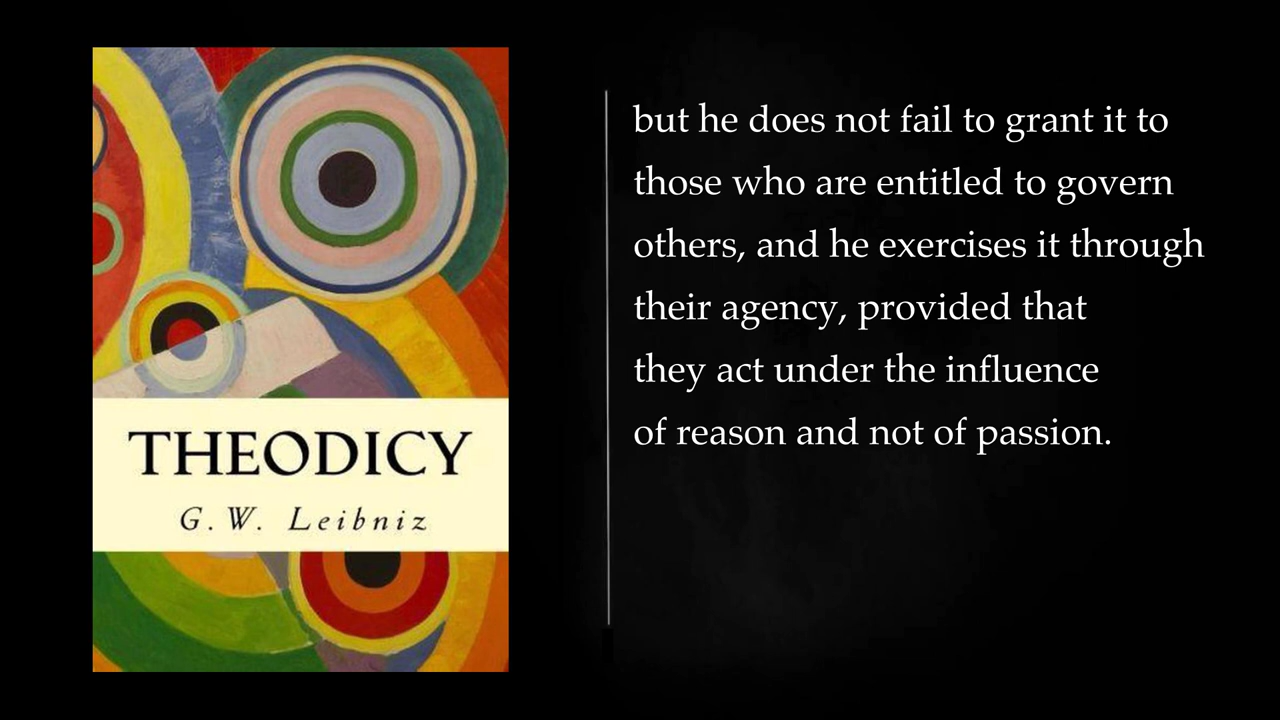 THEODICY
G. W. Leibniz
but he does not fail to grant it to
those who are entitled to govern
others, and he exercises it through
their agency, provided that
they act under the influence
of reason and not of passion.